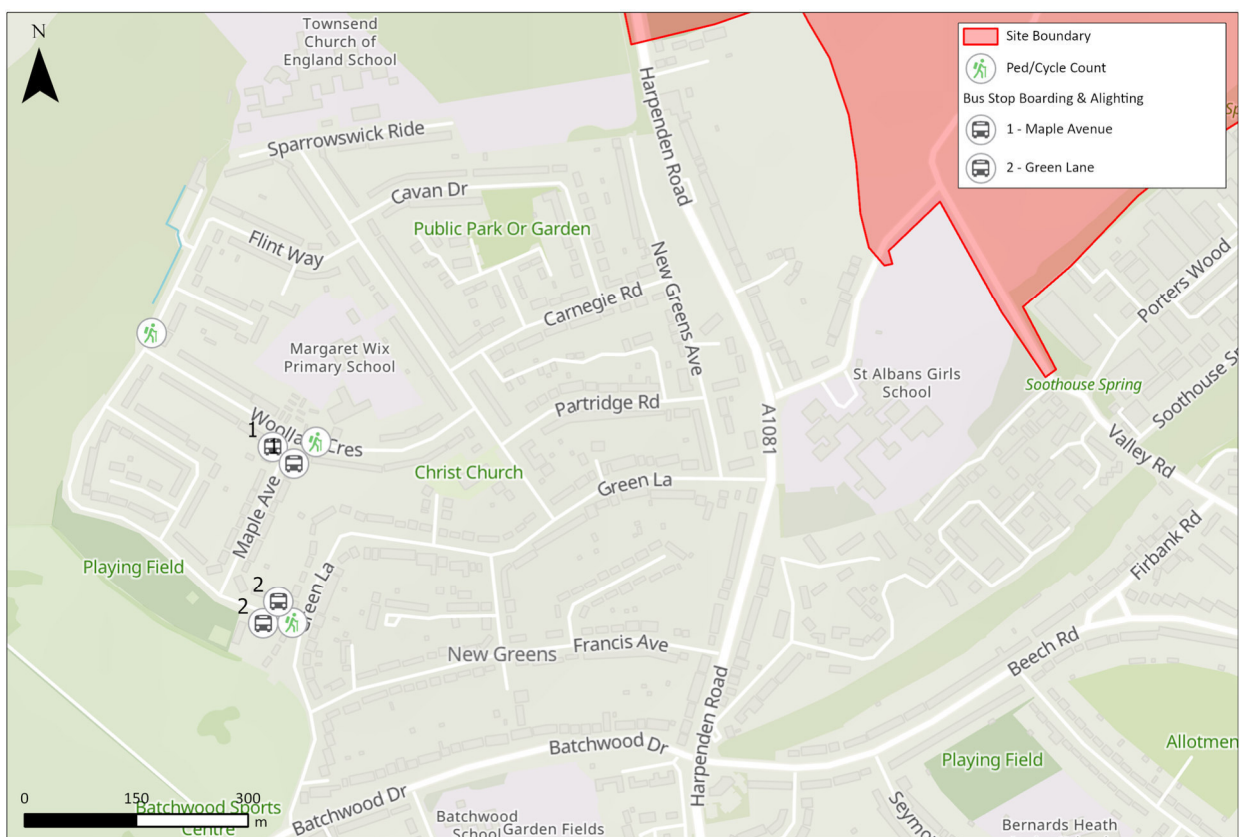 N
Townsend
Church of
England School
Site Boundary
Ped/Cycle Count
Bus Stop Boarding & Alighting
1 - Maple Avenue
2 - Green Lane
Harpenden Road
Sparrowswick Ride
Cavan Dr
Public Park Or Garden
Flint Way
New Greens Ave
Carnegie Rd
Porters Wood
Margaret Wix
Primary School
St Albans Girls
School
Soothouse Spring
Partridge Rd
A1081
1
1
Cres
Valley Rd
Christ Church
Green La
Maple Ave
Firbank Rd
Playing Field
2
2
Green La
New Greens
Francis Ave
Beech Rd
Harpenden Road
Batchwood Dr
Playing Field
Batchwood Dr
0 150 300
m
Batchwood Sports
Centre
Batchwood
School
Garden Fields
Bernards Heath